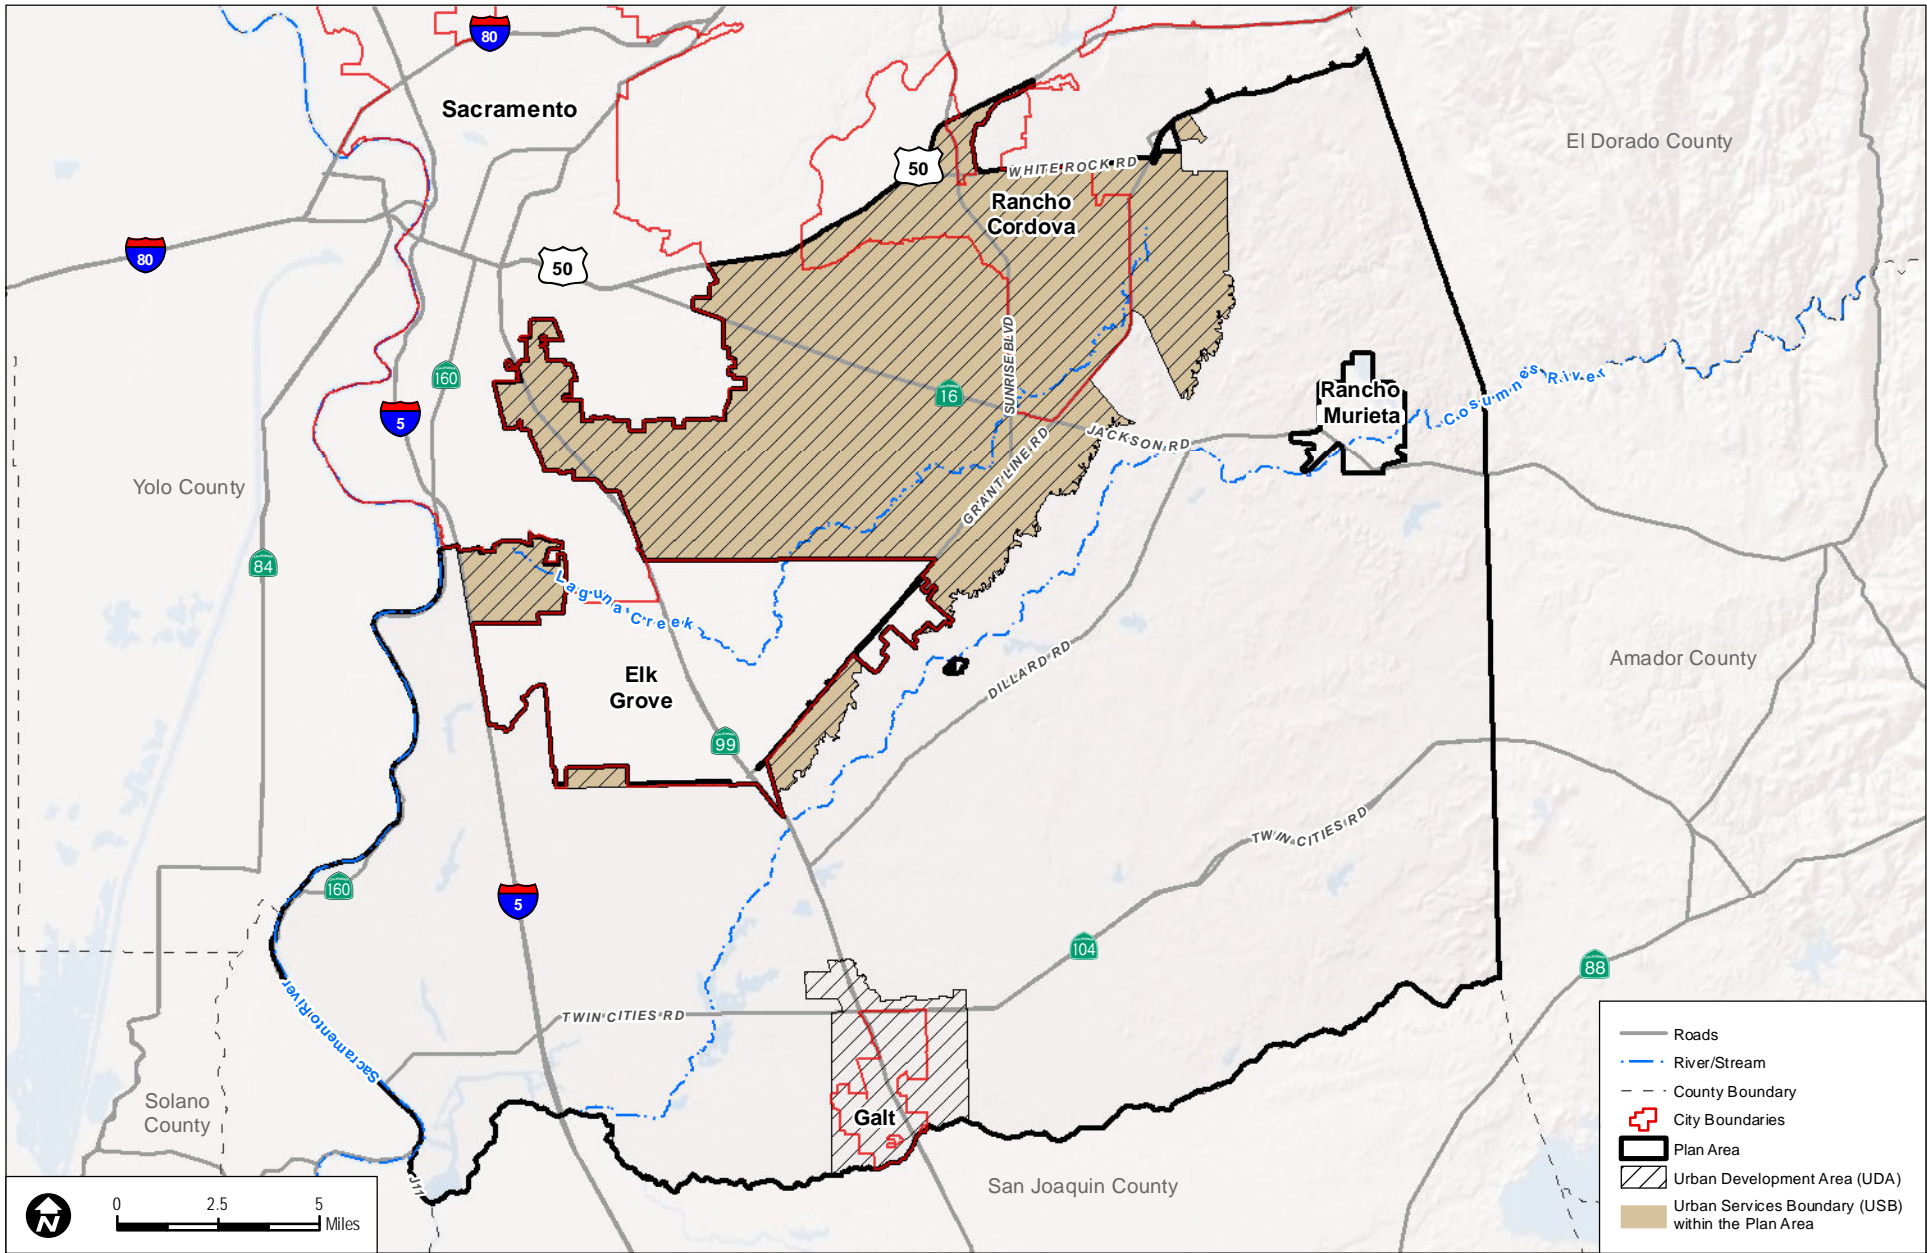 80
Sacramento
El Dorado County
50
WHITE ROCK RD
Rancho
Cordova
80
50
SUNRISE BLVD
160
16
Rancho
Murieta
Cosumnes River
5
JACKSON RD
GRANT LINE RD
Yolo County
84
Laguna Creek
Elk
Grove
DILLARD RD
Amador County
99
TWIN CITIES RD
160
5
104
88
Sacramento River
TWIN CITIES RD
Solano
County
Galt
J11
San Joaquin County
N
0 2.5 5
Miles
Roads
River/Stream
County Boundary
City Boundaries
Plan Area
Urban Development Area (UDA)
Urban Services Boundary (USB)
within the Plan Area